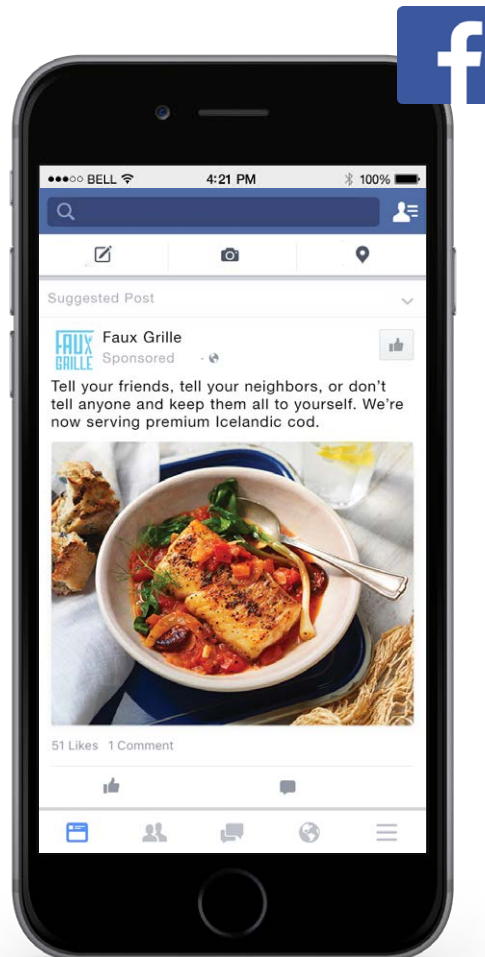 f
BELL 4:21 PM 100%
Suggested Post
FAUX
GRILLE
Faux Grille
Sponsored ·
Tell your friends, tell your neighbors, or don't
tell anyone and keep them all to yourself. We're
now serving premium Icelandic cod.
51 Likes 1 Comment